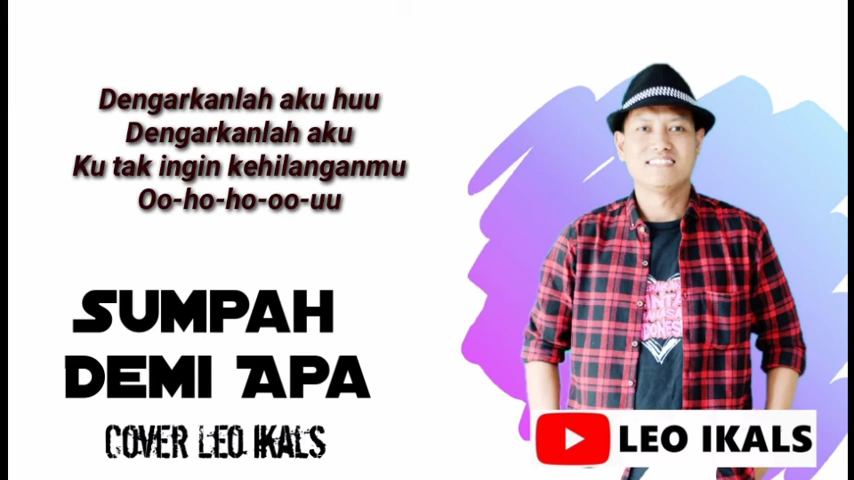 Dengarkanlah aku huu
Dengarkanlah aku
Ku tak ingin kehilanganmu
Oo-ho-ho-oo-uu
SUMPAH
DEMI APA
COVER LEO IKALS
LEO IKALS